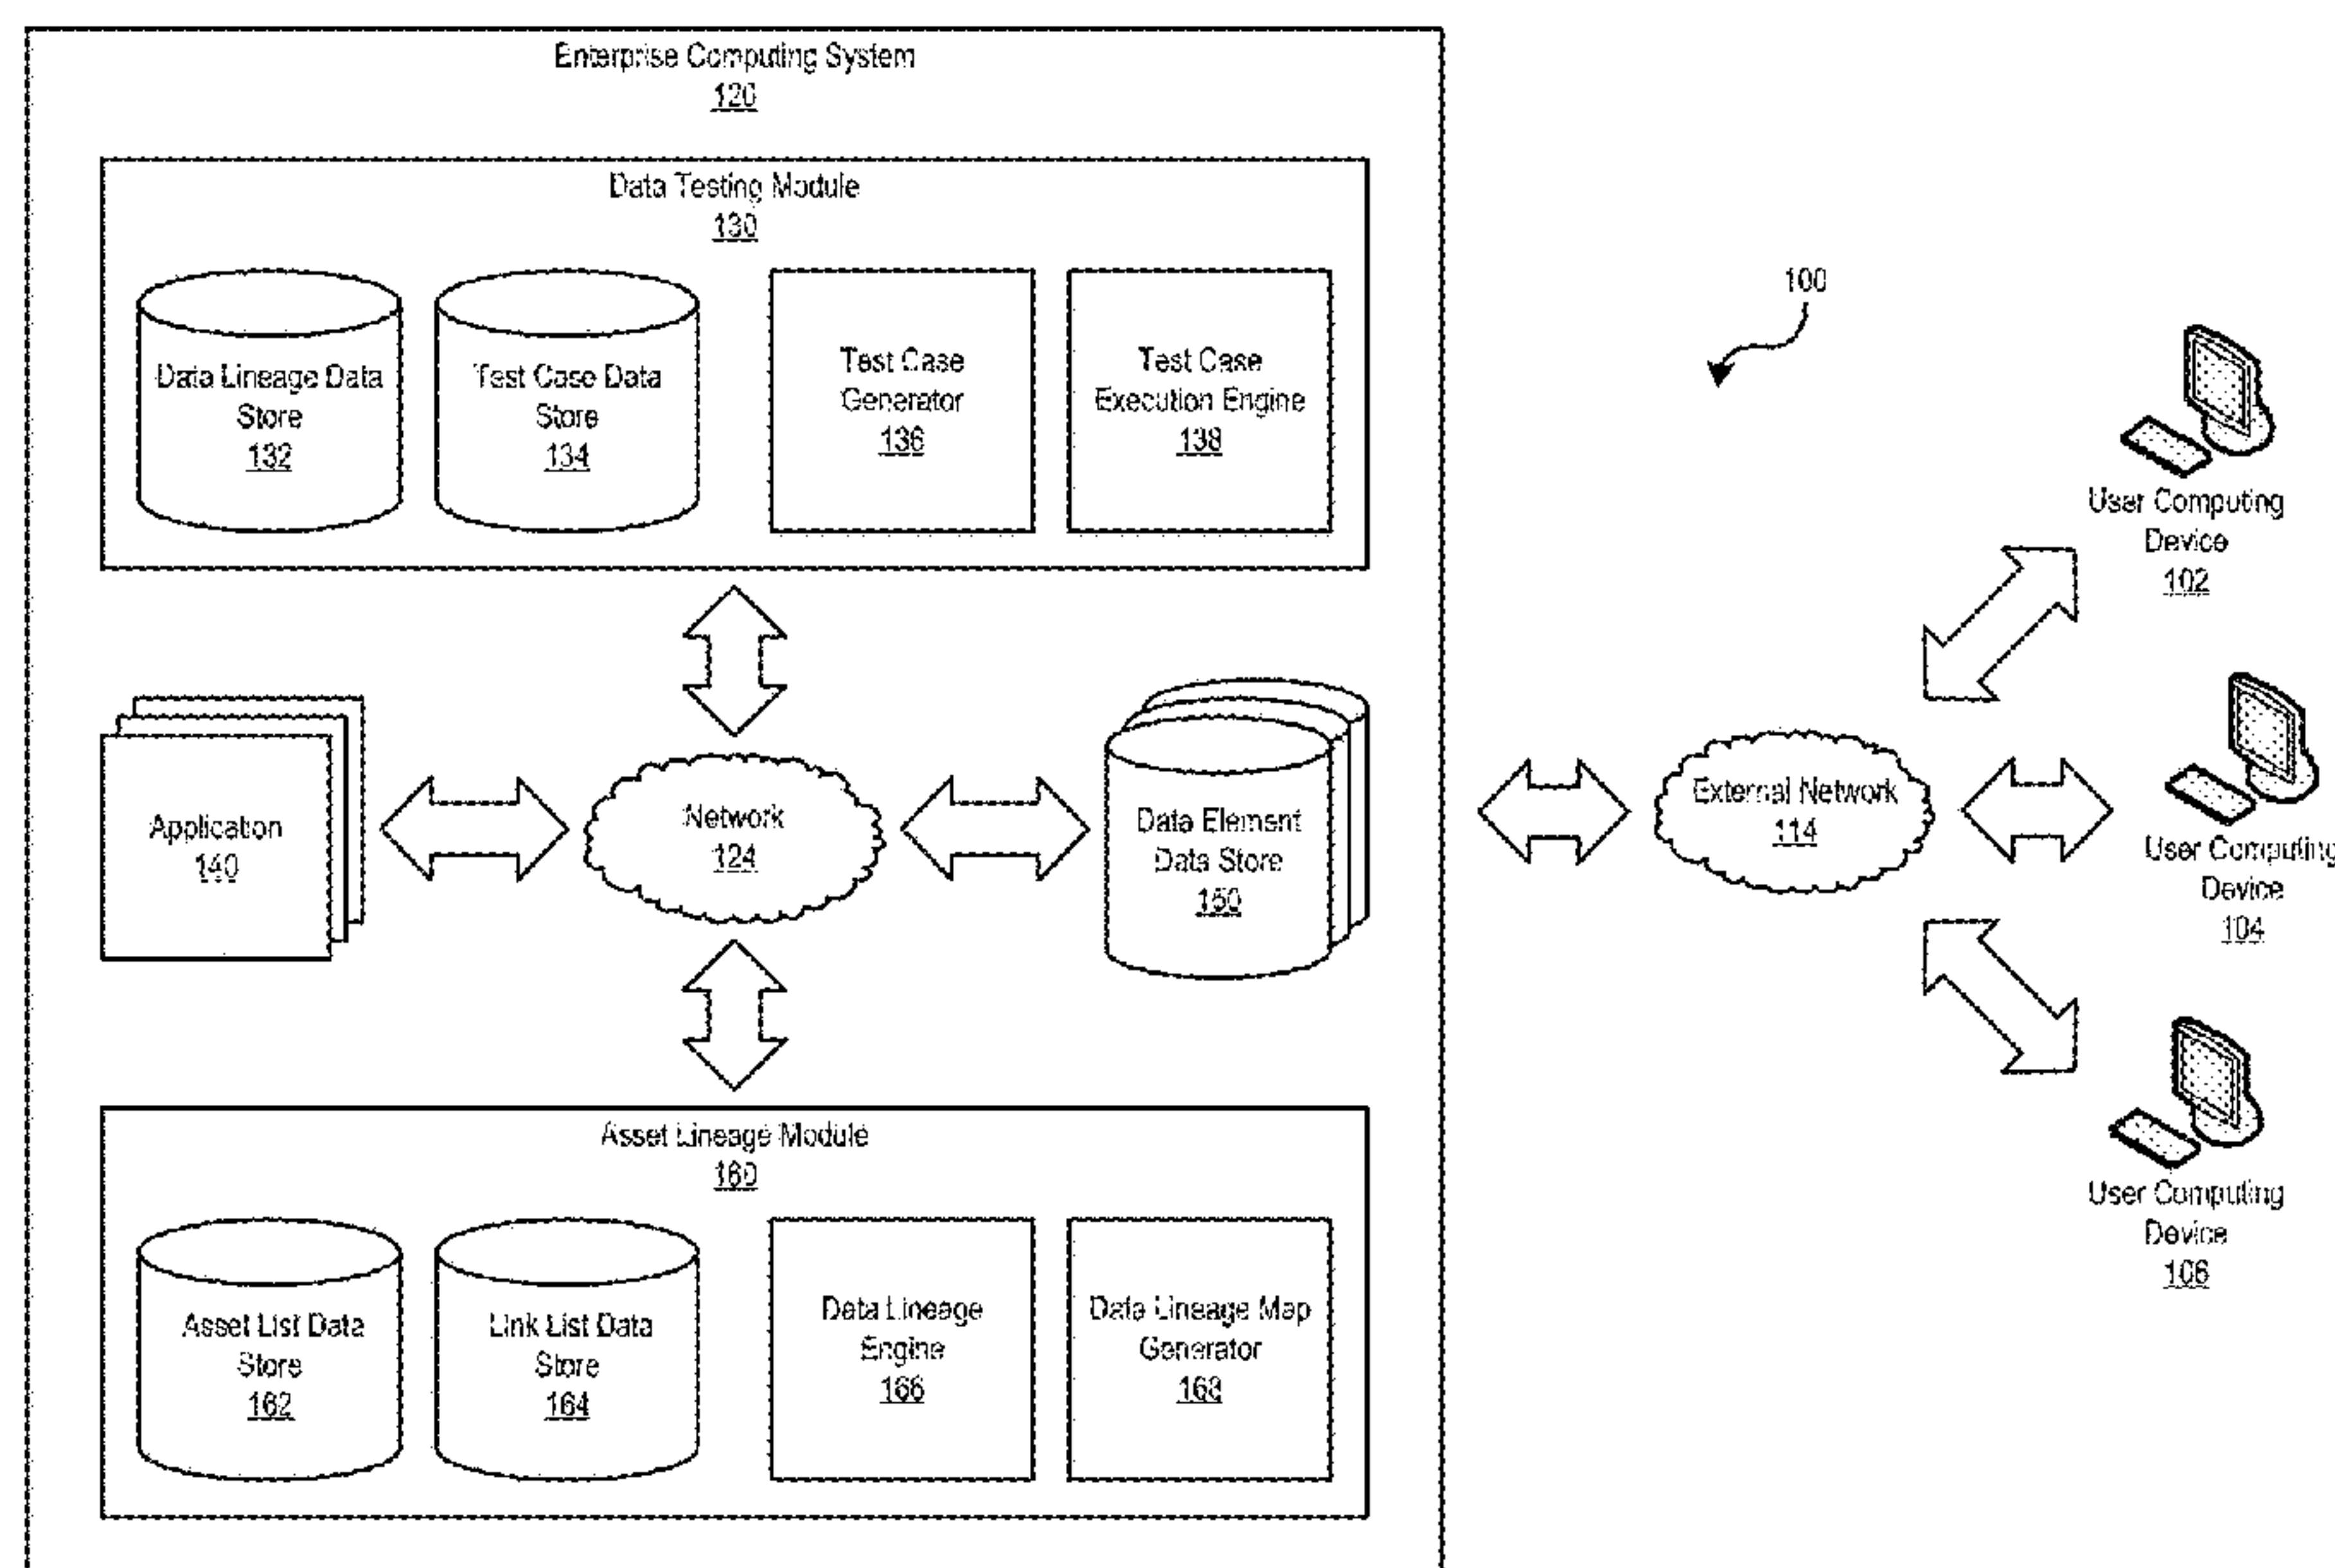 Enterprise Computing System
120
Data Testing Module
130
Data Lineage Data
Store
132
Test Case Data
Store
134
Test Case
Generator
136
Test Case
Execution Engine
138
Application
140
Network
124
Data Element
Data Store
150
Asset Lineage Module
160
Asset List Data
Store
162
Link List Data
Store
164
Data Lineage
Engine
166
Data Lineage Map
Generator
168
100
External Network
114
User Computing
Device
102
User Computing
Device
104
User Computing
Device
106